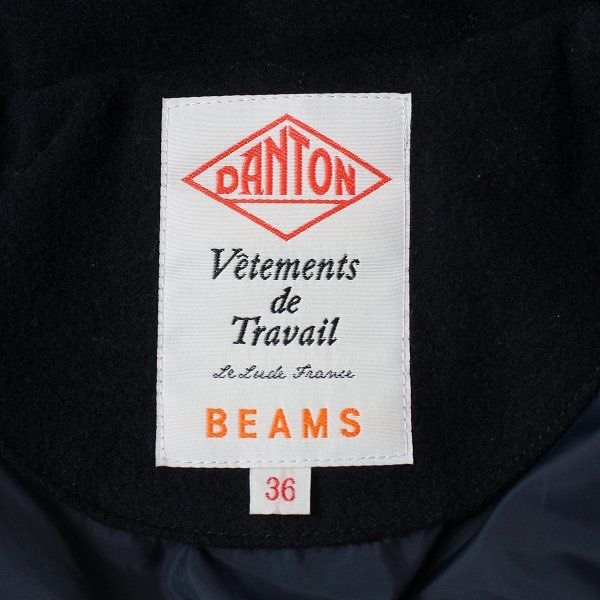 DANTON
Vêtements
de
Travail
Le Lude France
BEAMS
36